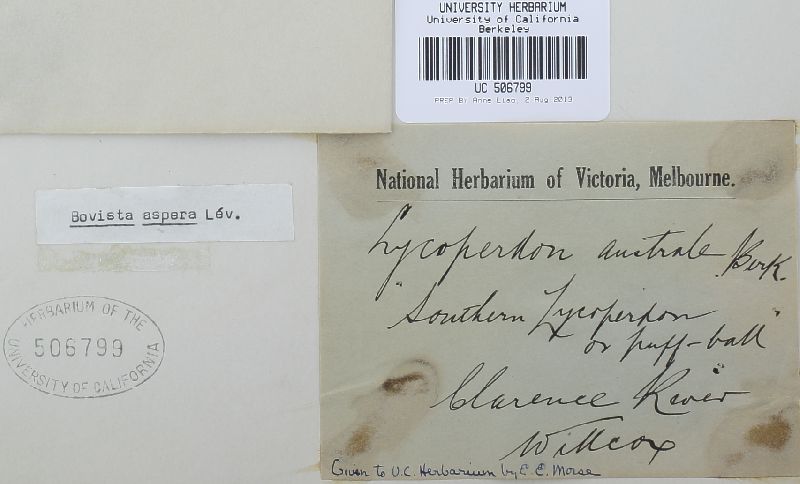 UNIVERSITY HERBARIUM
University of California
Berkeley
UC 506799
PREP By Anna Liao, 2 Aug 2013
National Herbarium of Victoria, Melbourne.
Lycoperdon australe Berk.
"Southern Lycoperdon
or puff-ball"
Clarence River
Willcox
Given to U.C. Herbarium by E. E. Morse
Bovista aspera Lév.
HERBARIUM OF THE
506799
UNIVERSITY OF CALIFORNIA